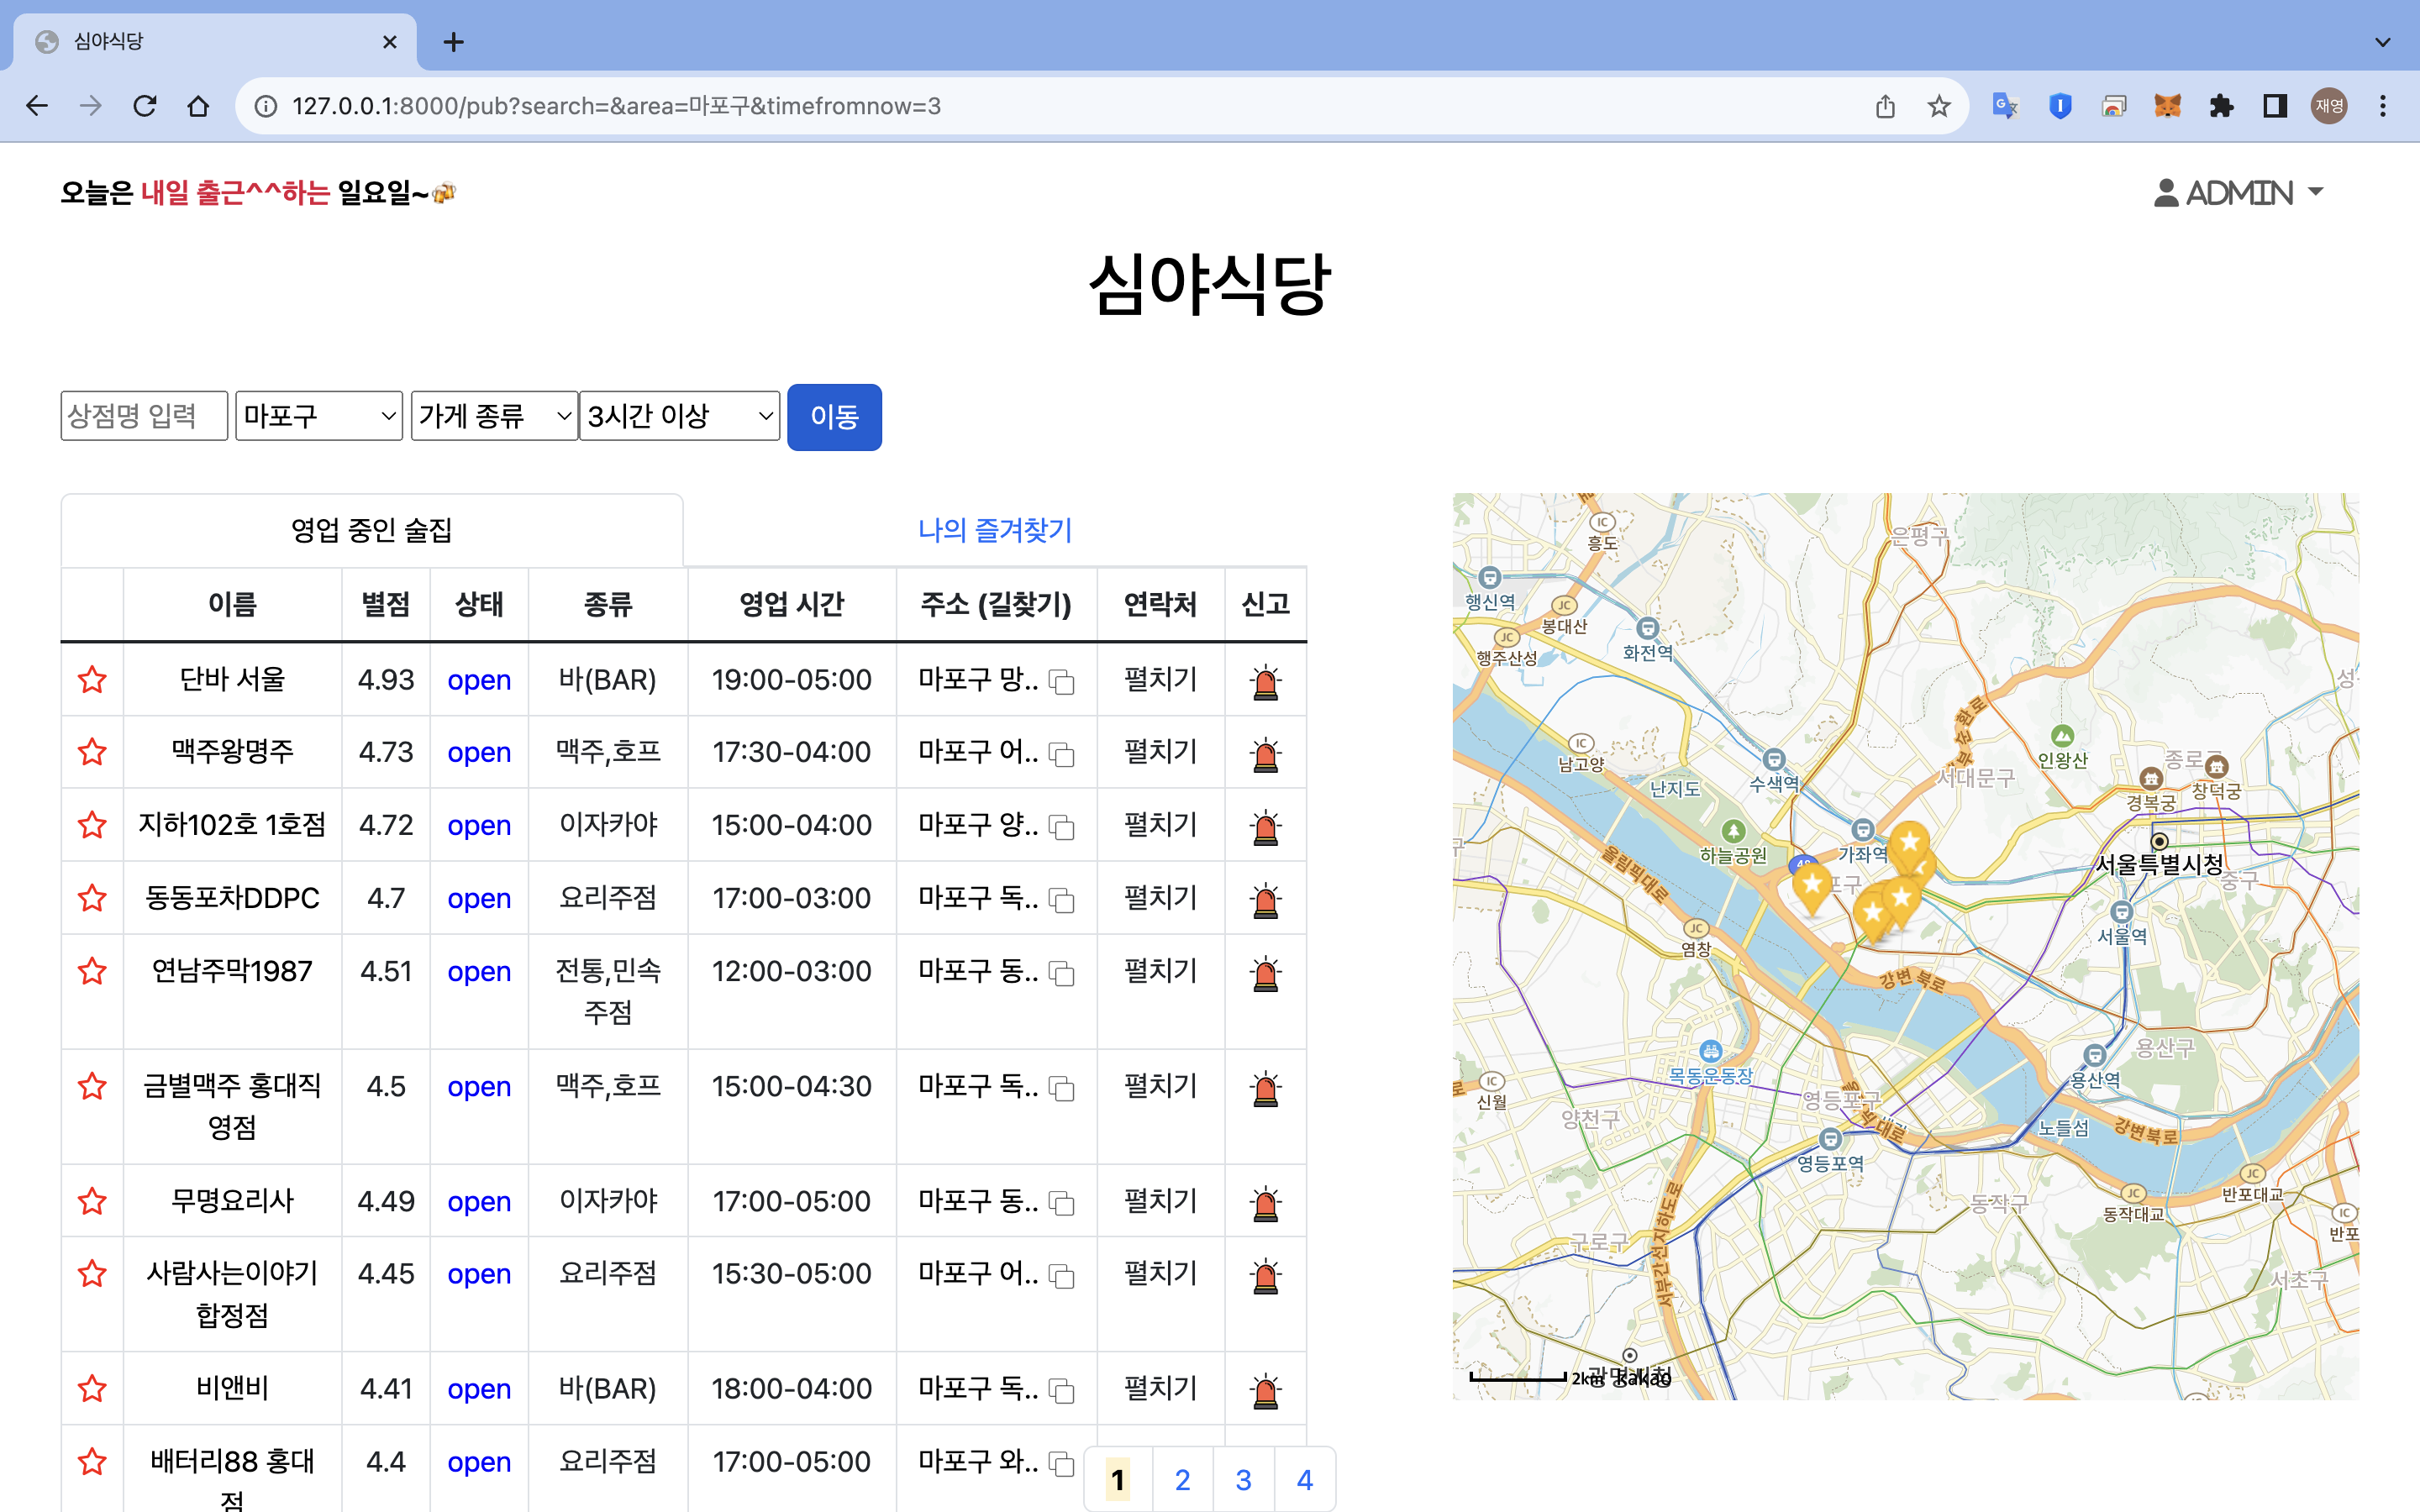 심야식당
127.0.0.1:8000/pub?search=&area=마포구&timefromnow=3
재영
오늘은 내일 출근^^하는 일요일~🍻
ADMIN
심야식당
상점명 입력 마포구 가게 종류 3시간 이상 이동
영업 중인 술집 나의 즐겨찾기
이름 별점 상태 종류 영업 시간 주소 (길찾기) 연락처 신고
단바 서울 4.93 open 바(BAR) 19:00-05:00 마포구 망.. 펼치기
맥주왕명주 4.73 open 맥주,호프 17:30-04:00 마포구 어.. 펼치기
지하102호 1호점 4.72 open 이자카야 15:00-04:00 마포구 양.. 펼치기
동동포차DDPC 4.7 open 요리주점 17:00-03:00 마포구 독.. 펼치기
연남주막1987 4.51 open 전통,민속 12:00-03:00 마포구 동.. 펼치기
주점
금별맥주 홍대직 4.5 open 맥주,호프 15:00-04:30 마포구 독.. 펼치기
영점
무명요리사 4.49 open 이자카야 17:00-05:00 마포구 동.. 펼치기
사람사는이야기 4.45 open 요리주점 15:30-05:00 마포구 어.. 펼치기
합정점
비앤비 4.41 open 바(BAR) 18:00-04:00 마포구 독.. 펼치기
배터리88 홍대 4.4 open 요리주점 17:00-05:00 마포구 와.. 펼치기
점
1 2 3 4
IC
흥도
은평구
행신역
JC
봉대산
JC
행주산성
화전역
IC
남고양
난지도
수색역
서대문구
인왕산
경복궁
창덕궁
하늘공원
가좌역
서울특별시청
중구
올림픽대로
JC
염창
서울역
강변북로
목동운동장
용산구
용산역
IC
신월
양천구
영등포구
노들섬
강변북로
영등포역
JC
반포대교
JC
동작대교
동작구
IC
구로구
서부간선지하도로
서초구
광명시청
2km kakao